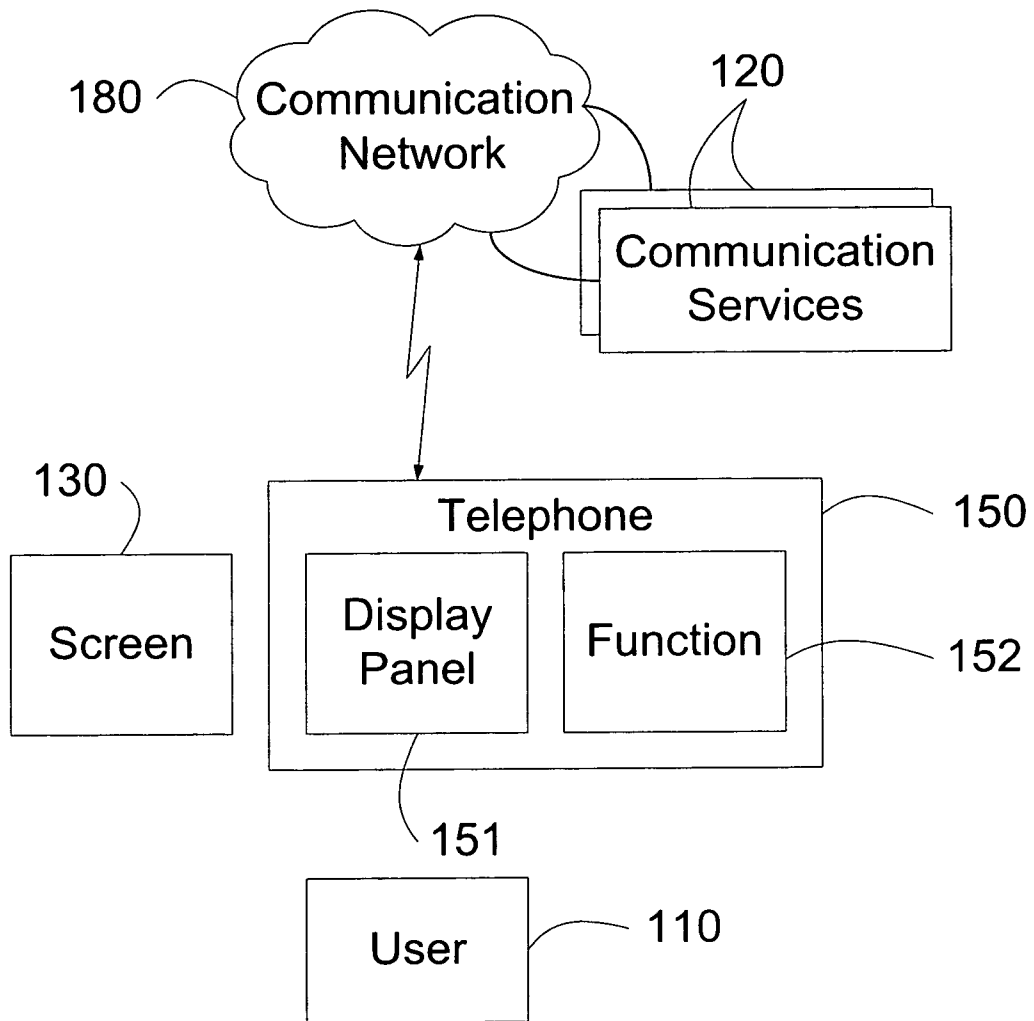 180
Communication
Network
120
Communication
Services
130
Telephone
150
Screen
Display
Panel
Function
152
151
User
110